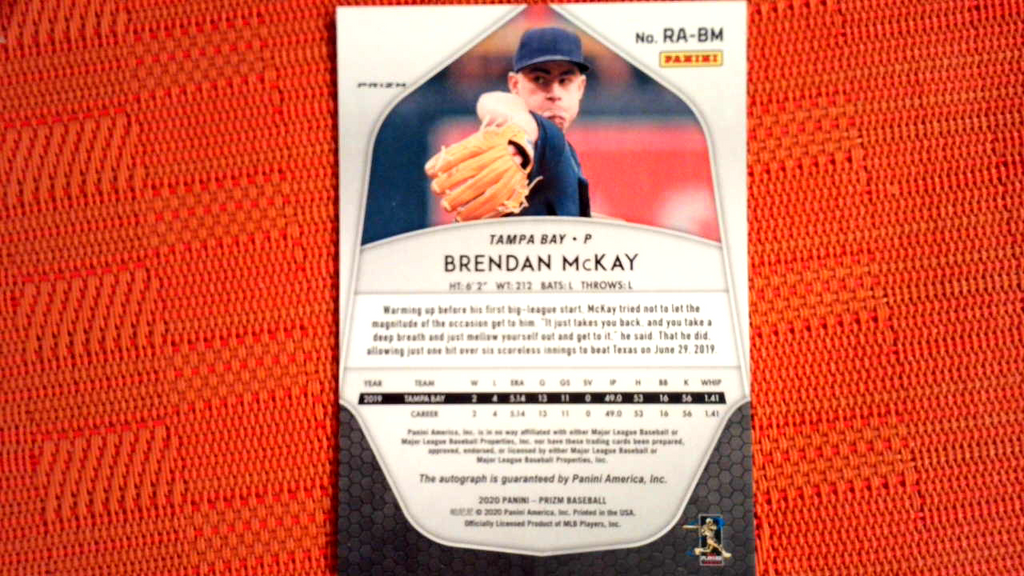 No. RA-BM
PANINI
PRIZM
TAMPA BAY • P
BRENDAN McKAY
HT: 6' 2" WT: 212 BATS: L THROWS: L
Warming up before his first big-league start, McKay tried not to let the
magnitude of the occasion get to him. "It just takes you back, and you take a
deep breath and just mellow yourself out and get to it," he said. That he did,
allowing just one hit over six scoreless innings to beat Texas on June 29, 2019.
YEAR TEAM W L ERA G GS SV IP H BB K WHIP
2019 TAMPA BAY 2 4 5.14 13 11 0 49.0 53 16 56 1.41
CAREER 2 4 5.14 13 11 0 49.0 53 16 56 1.41
Panini America, Inc. is in no way affiliated with either Major League Baseball or
Major League Baseball Properties, Inc. nor have these trading cards been prepared,
approved, endorsed, or licensed by either Major League Baseball or
Major League Baseball Properties, Inc.
The autograph is guaranteed by Panini America, Inc.
2020 PANINI – PRIZM BASEBALL
帕尼尼 © 2020 Panini America, Inc. Printed in the USA.
Officially Licensed Product of MLB Players, Inc.